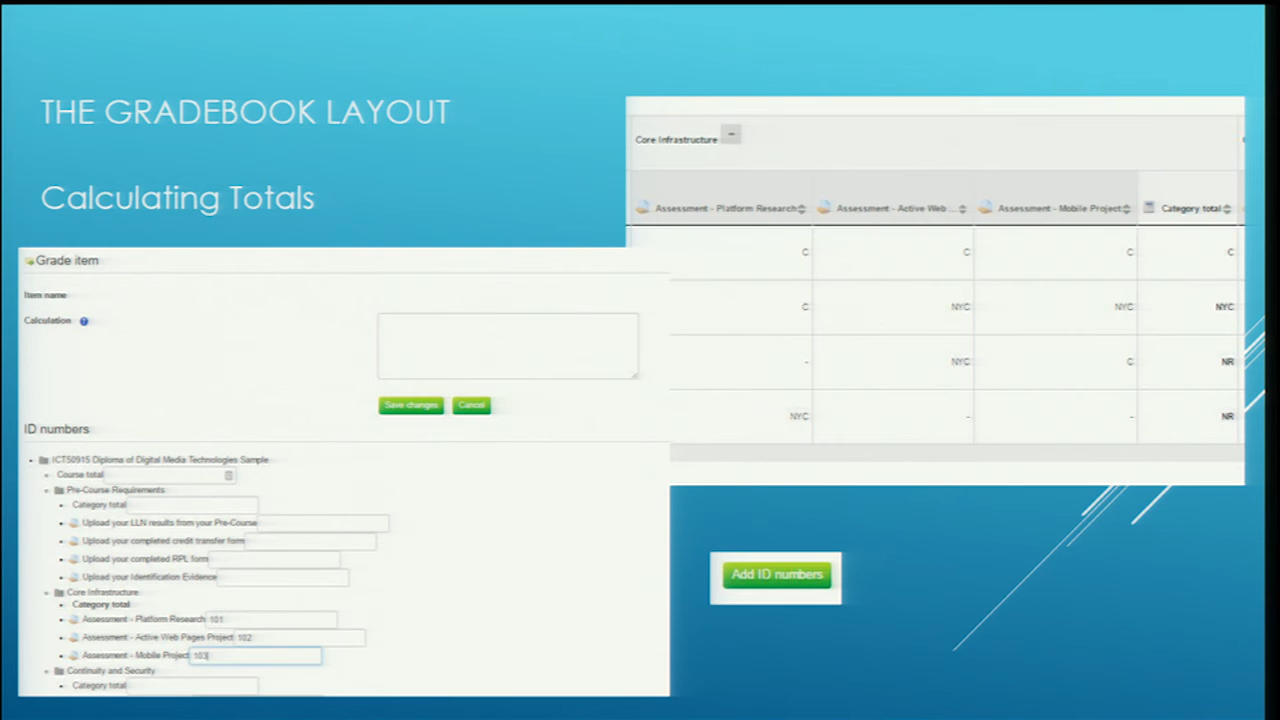 THE GRADEBOOK LAYOUT
Calculating Totals
Core Infrastructure -
Assessment - Platform Research Assessment - Active Web ... Assessment - Mobile Project Category total
C C C C
C NYC NYC NYC
- NYC C NR
NYC - - NR
Grade item
Item name
Calculation
Save changes Cancel
ID numbers
ICT50915 Diploma of Digital Media Technologies Sample
Course total
Pre-Course Requirements
Category total
Upload your LLN results from your Pre-Course
Upload your completed credit transfer form
Upload your completed RPL form
Upload your Identification Evidence
Core Infrastructure
Category total
Assessment - Platform Research 101
Assessment - Active Web Pages Project 102
Assessment - Mobile Project 103
Continuity and Security
Category total
Add ID numbers